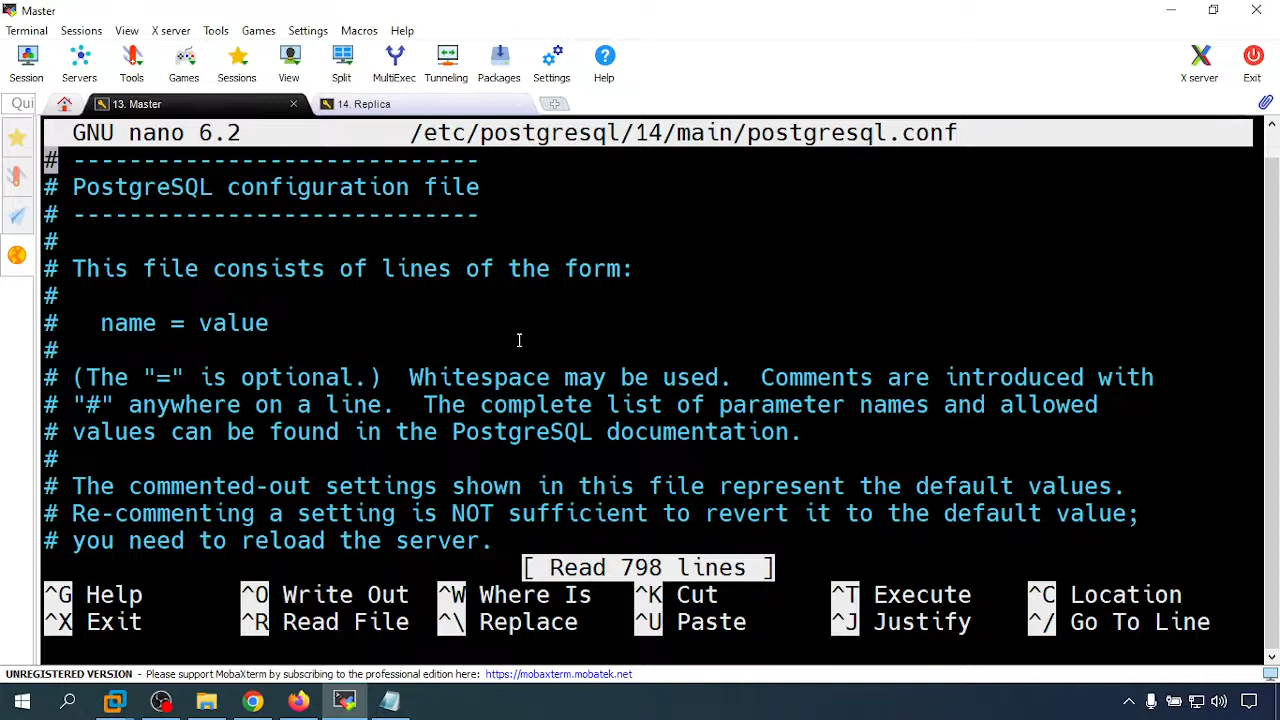 Master
Terminal Sessions View X server Tools Games Settings Macros Help
Session Servers Tools Games Sessions View Split MultiExec Tunneling Packages Settings Help X server Exit
Qui 13. Master 14. Replica
GNU nano 6.2 /etc/postgresql/14/main/postgresql.conf
# -----------------------------
# PostgreSQL configuration file
# -----------------------------
#
# This file consists of lines of the form:
#
#   name = value
#
# (The "=" is optional.)  Whitespace may be used.  Comments are introduced with
# "#" anywhere on a line.  The complete list of parameter names and allowed
# values can be found in the PostgreSQL documentation.
#
# The commented-out settings shown in this file represent the default values.
# Re-commenting a setting is NOT sufficient to revert it to the default value;
# you need to reload the server.
[ Read 798 lines ]
^G Help ^O Write Out ^W Where Is ^K Cut ^T Execute ^C Location
^X Exit ^R Read File ^\ Replace ^U Paste ^J Justify ^/ Go To Line
UNREGISTERED VERSION - Please support MobaXterm by subscribing to the professional edition here: https://mobaxterm.mobatek.net